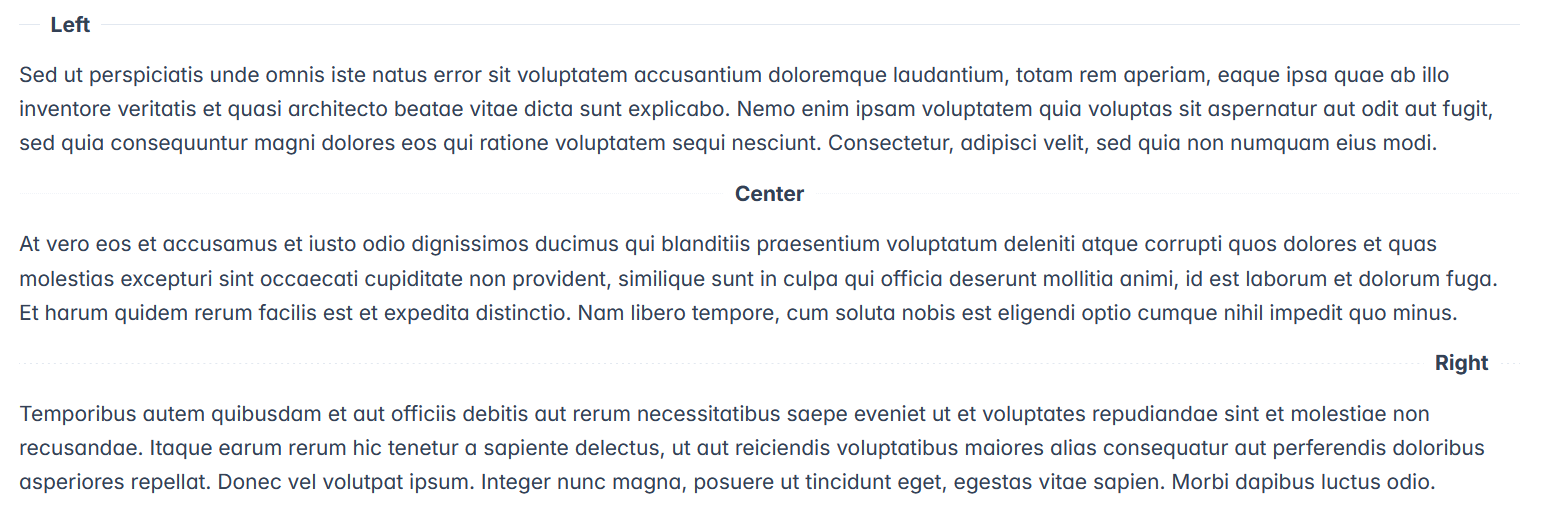 Left
Sed ut perspiciatis unde omnis iste natus error sit voluptatem accusantium doloremque laudantium, totam rem aperiam, eaque ipsa quae ab illo
inventore veritatis et quasi architecto beatae vitae dicta sunt explicabo. Nemo enim ipsam voluptatem quia voluptas sit aspernatur aut odit aut fugit,
sed quia consequuntur magni dolores eos qui ratione voluptatem sequi nesciunt. Consectetur, adipisci velit, sed quia non numquam eius modi.
Center
At vero eos et accusamus et iusto odio dignissimos ducimus qui blanditiis praesentium voluptatum deleniti atque corrupti quos dolores et quas
molestias excepturi sint occaecati cupiditate non provident, similique sunt in culpa qui officia deserunt mollitia animi, id est laborum et dolorum fuga.
Et harum quidem rerum facilis est et expedita distinctio. Nam libero tempore, cum soluta nobis est eligendi optio cumque nihil impedit quo minus.
Right
Temporibus autem quibusdam et aut officiis debitis aut rerum necessitatibus saepe eveniet ut et voluptates repudiandae sint et molestiae non
recusandae. Itaque earum rerum hic tenetur a sapiente delectus, ut aut reiciendis voluptatibus maiores alias consequatur aut perferendis doloribus
asperiores repellat. Donec vel volutpat ipsum. Integer nunc magna, posuere ut tincidunt eget, egestas vitae sapien. Morbi dapibus luctus odio.